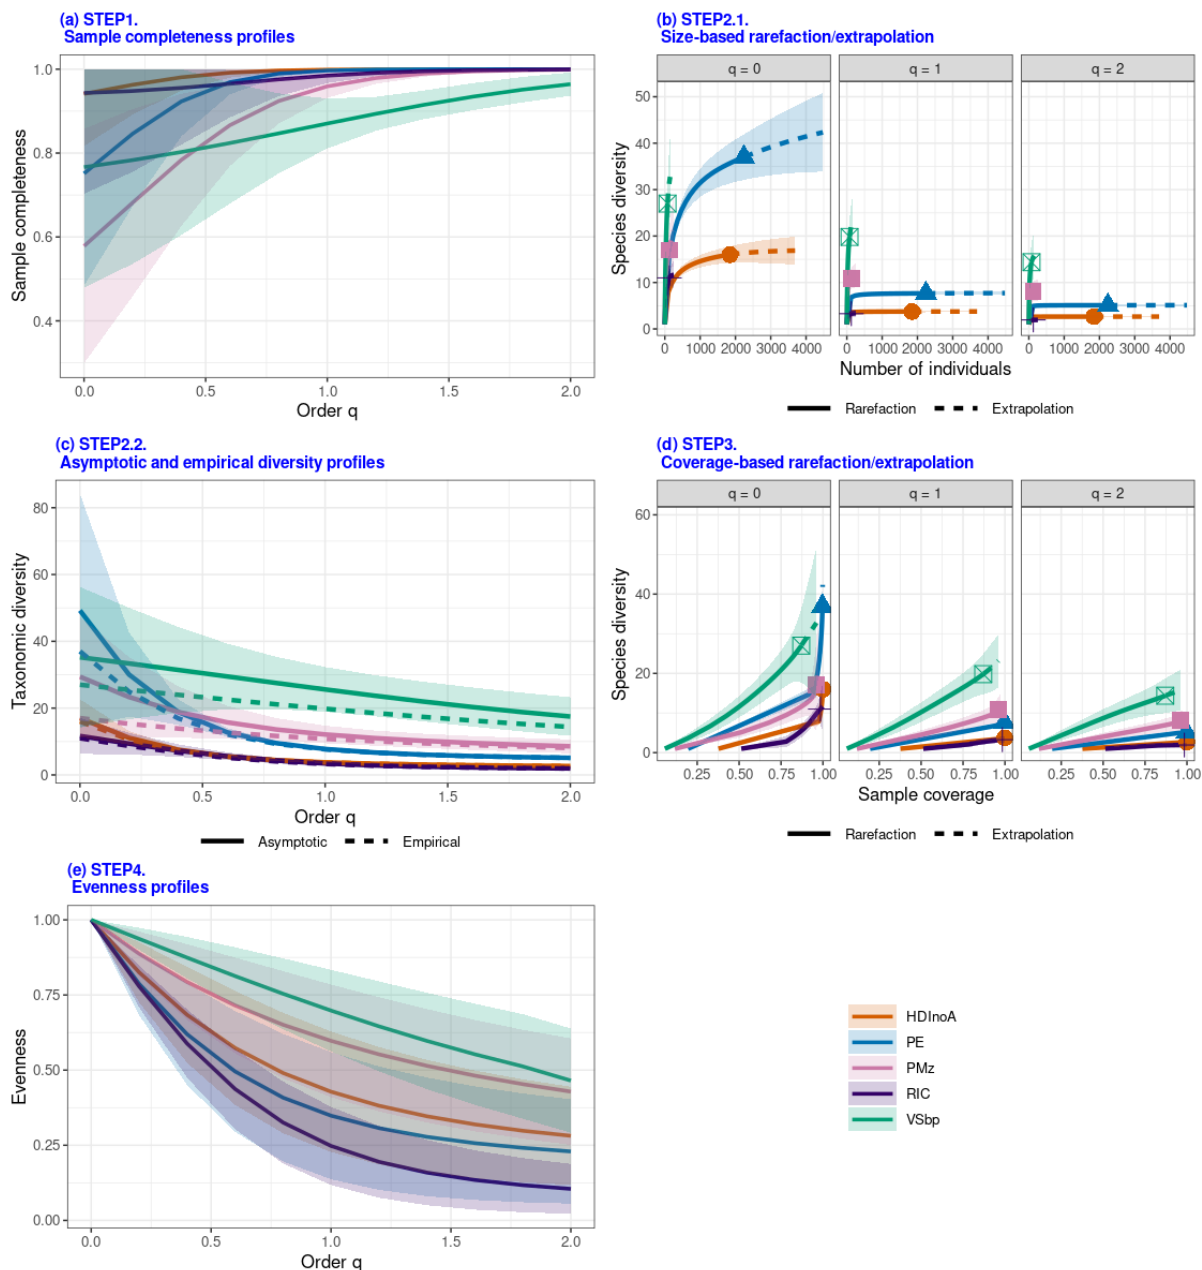 (a) STEP1.
Sample completeness profiles
1.0
0.8
0.6
0.4
Sample completeness
0.0
0.5
1.0
1.5
2.0
Order q
(b) STEP2.1.
Size-based rarefaction/extrapolation
q = 0
q = 1
q = 2
50
40
30
20
10
0
Species diversity
0 1000 2000 3000 4000
0 1000 2000 3000 4000
0 1000 2000 3000 4000
Number of individuals
Rarefaction
Extrapolation
(c) STEP2.2.
Asymptotic and empirical diversity profiles
80
60
40
20
0
Taxonomic diversity
0.0
0.5
1.0
1.5
2.0
Order q
Asymptotic
Empirical
(d) STEP3.
Coverage-based rarefaction/extrapolation
q = 0
q = 1
q = 2
60
40
20
0
Species diversity
0.25 0.50 0.75 1.00
0.25 0.50 0.75 1.00
0.25 0.50 0.75 1.00
Sample coverage
Rarefaction
Extrapolation
(e) STEP4.
Evenness profiles
1.00
0.75
0.50
0.25
0.00
Evenness
0.0
0.5
1.0
1.5
2.0
Order q
HDInoA
PE
PMz
RIC
VSbp